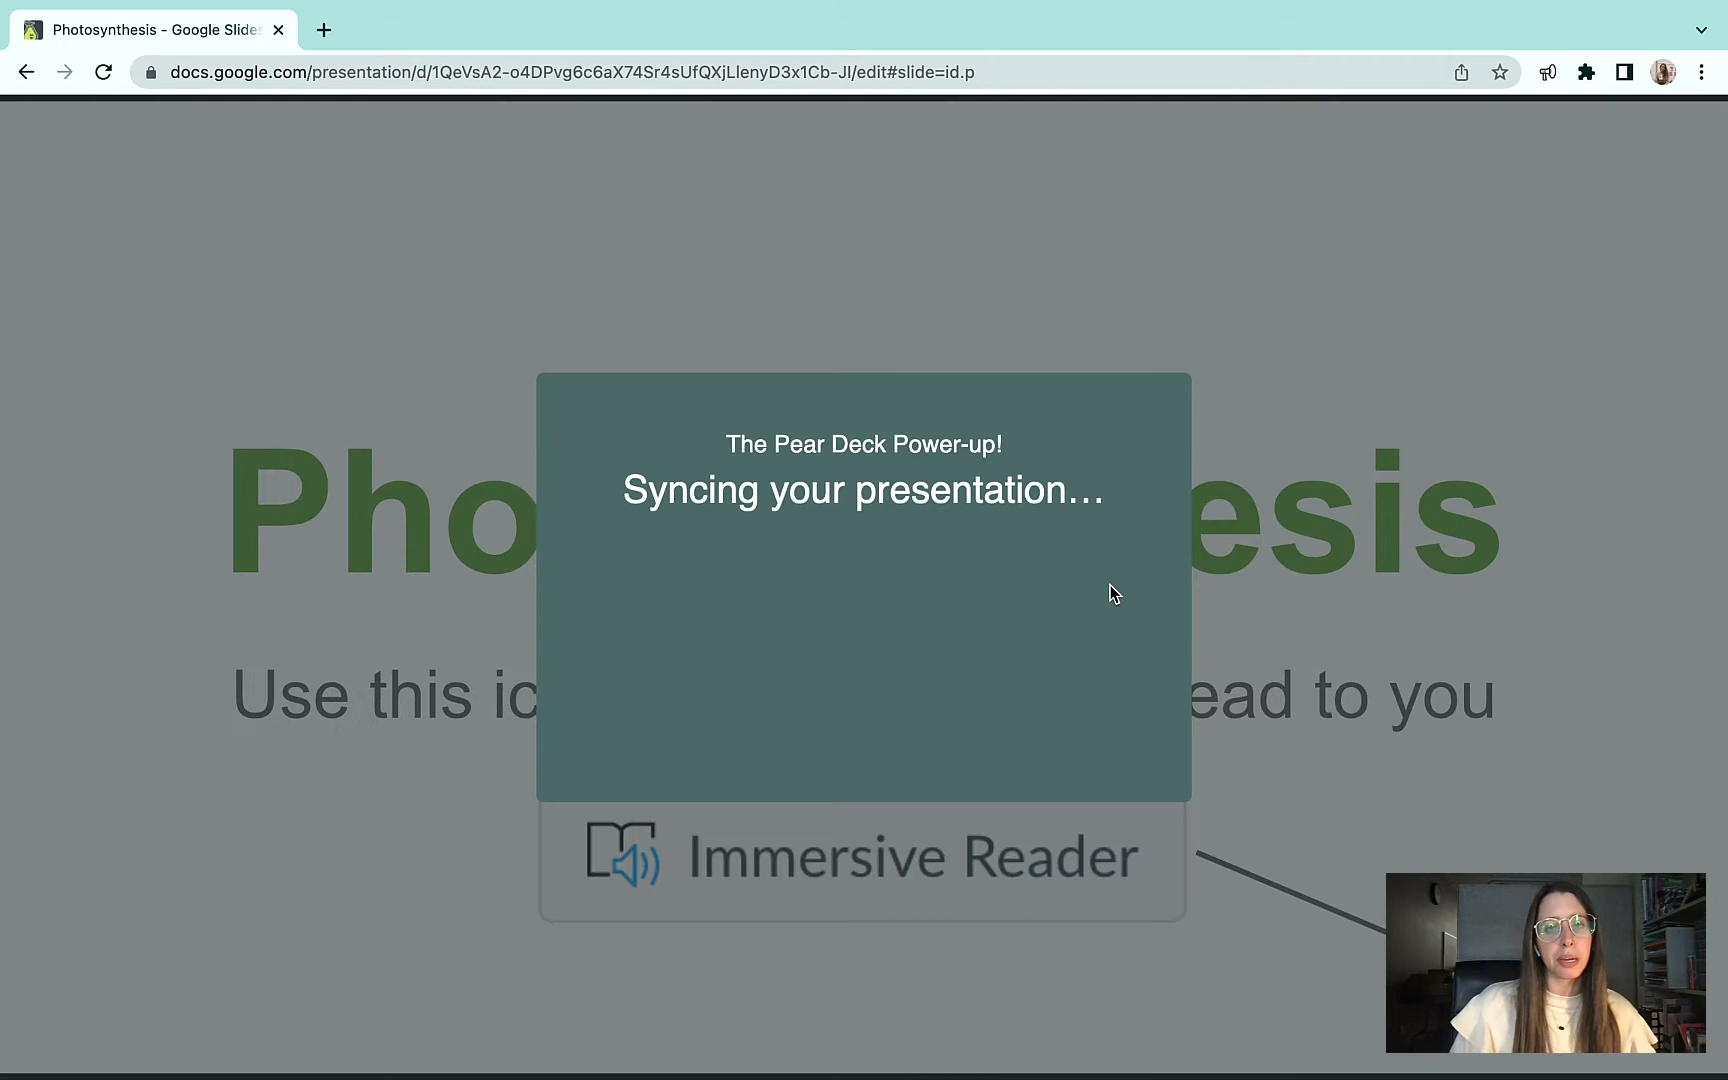 Photosynthesis - Google Slides
docs.google.com/presentation/d/1QeVsA2-o4DPvg6c6aX74Sr4sUfQXjLlenyD3x1Cb-JI/edit#slide=id.p
The Pear Deck Power-up!
Syncing your presentation...
Pho esis
Use this ic ead to you
Immersive Reader